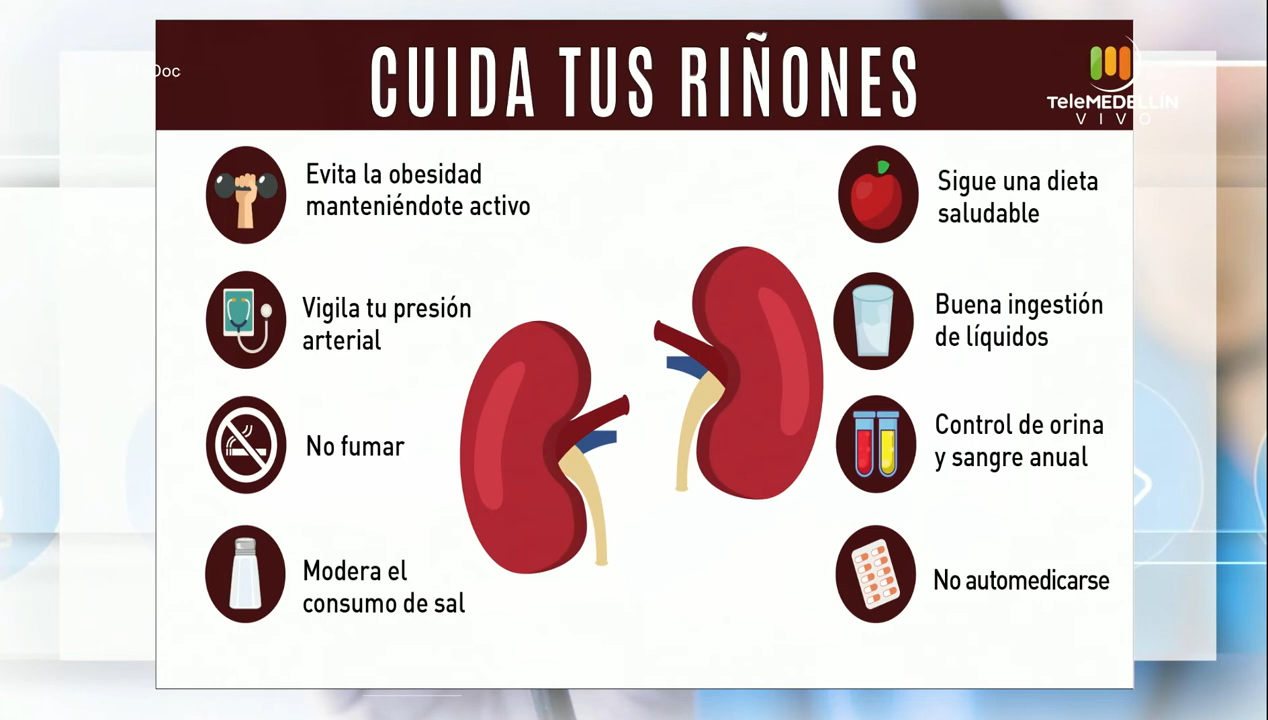 CUIDA TUS RIÑONES
Doc
TeleMEDELLÍN
VIVO
Evita la obesidad
manteniéndote activo
Vigila tu presión
arterial
No fumar
Modera el
consumo de sal
Sigue una dieta
saludable
Buena ingestión
de líquidos
Control de orina
y sangre anual
No automedicarse